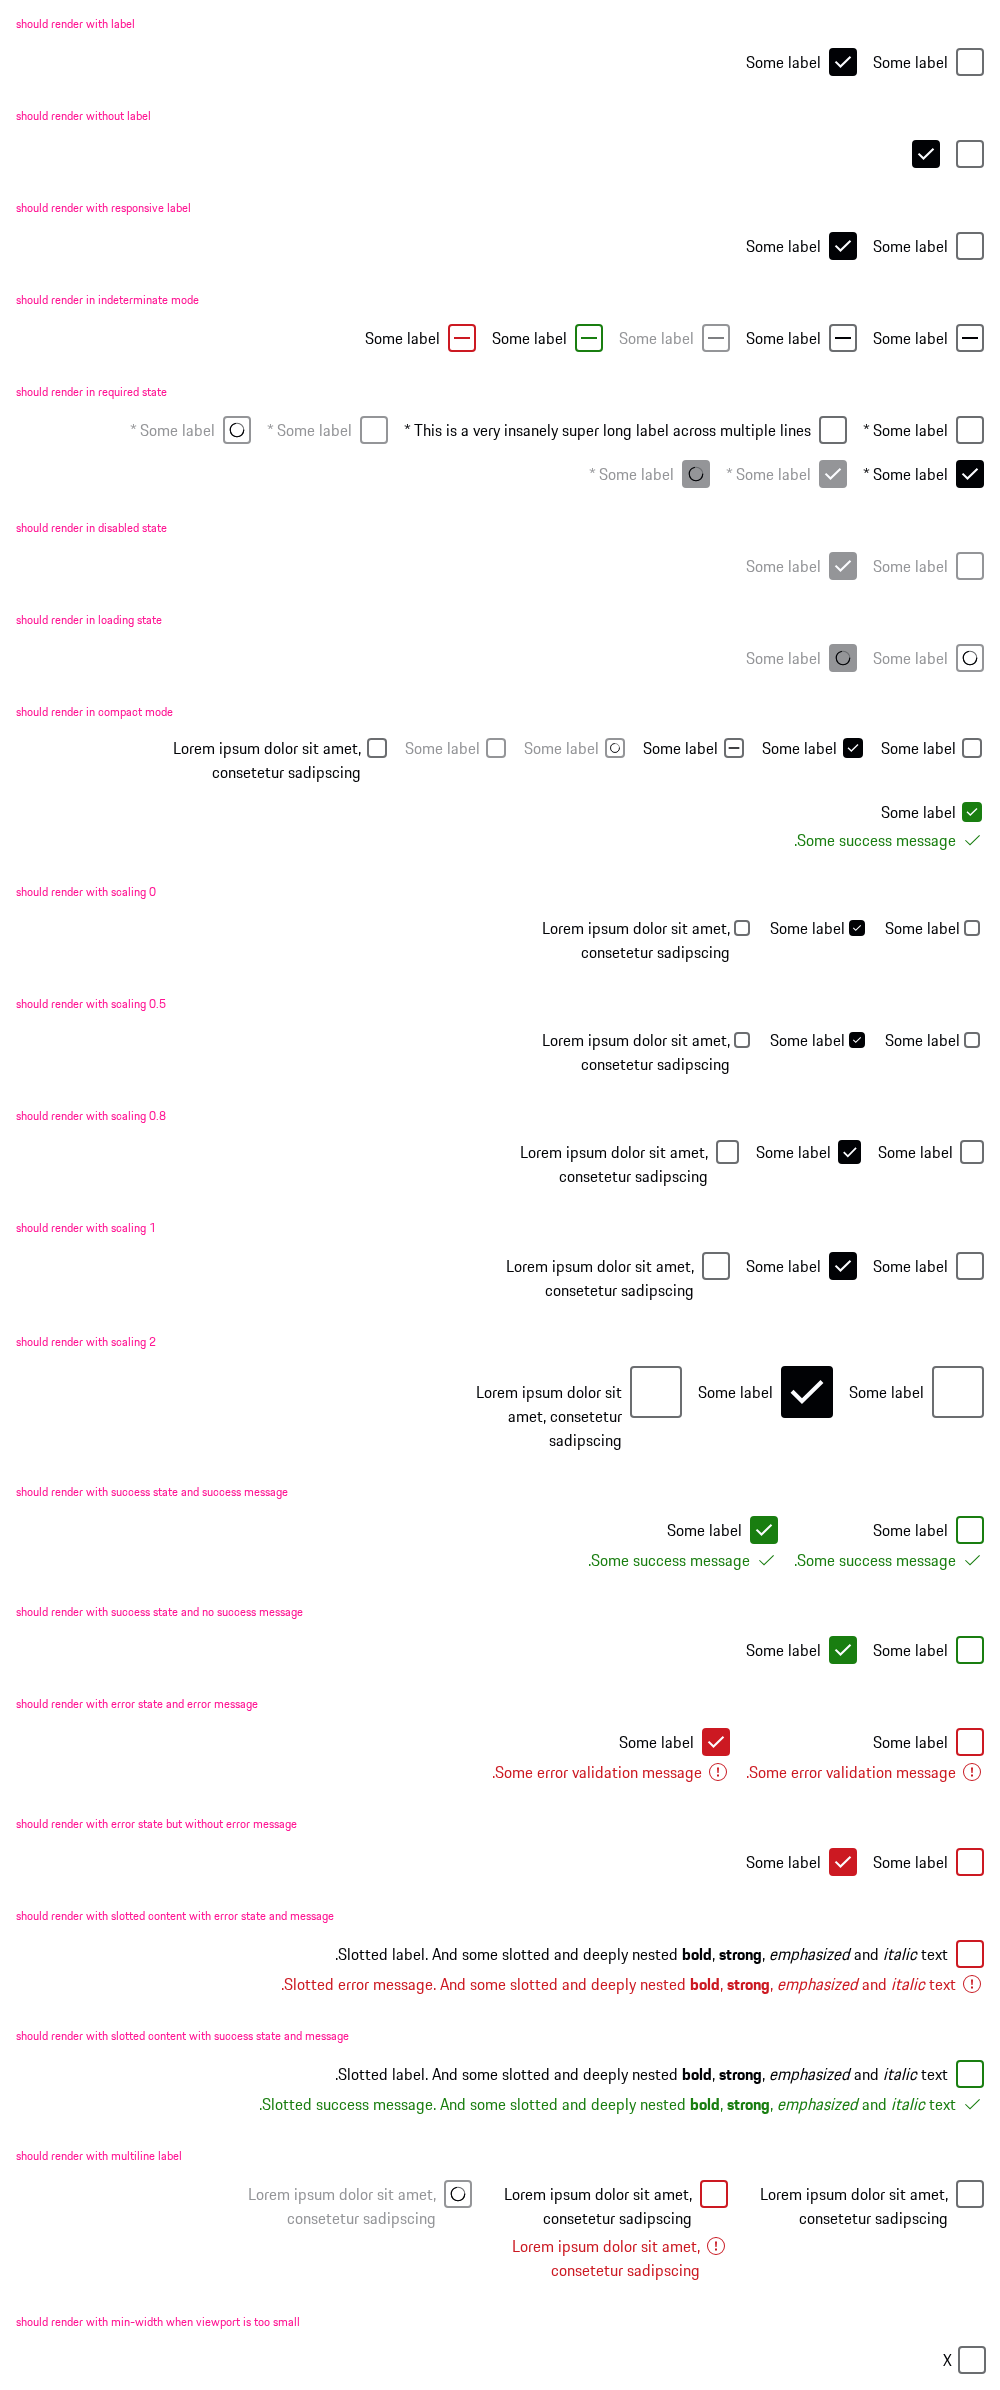 should render with label
Some label Some label
should render without label
should render with responsive label
Some label Some label
should render in indeterminate mode
Some label Some label Some label Some label Some label
should render in required state
* Some label * Some label * This is a very insanely super long label across multiple lines * Some label
* Some label * Some label * Some label
should render in disabled state
Some label Some label
should render in loading state
Some label Some label
should render in compact mode
Lorem ipsum dolor sit amet, Some label Some label Some label Some label Some label
consetetur sadipscing
Some label
.Some success message
should render with scaling 0
Lorem ipsum dolor sit amet, Some label Some label
consetetur sadipscing
should render with scaling 0.5
Lorem ipsum dolor sit amet, Some label Some label
consetetur sadipscing
should render with scaling 0.8
Lorem ipsum dolor sit amet, Some label Some label
consetetur sadipscing
should render with scaling 1
Lorem ipsum dolor sit amet, Some label Some label
consetetur sadipscing
should render with scaling 2
Lorem ipsum dolor sit Some label Some label
amet, consetetur
sadipscing
should render with success state and success message
Some label Some label
.Some success message .Some success message
should render with success state and no success message
Some label Some label
should render with error state and error message
Some label Some label
.Some error validation message .Some error validation message
should render with error state but without error message
Some label Some label
should render with slotted content with error state and message
.Slotted label. And some slotted and deeply nested bold, strong, emphasized and italic text
.Slotted error message. And some slotted and deeply nested bold, strong, emphasized and italic text
should render with slotted content with success state and message
.Slotted label. And some slotted and deeply nested bold, strong, emphasized and italic text
.Slotted success message. And some slotted and deeply nested bold, strong, emphasized and italic text
should render with multiline label
Lorem ipsum dolor sit amet, Lorem ipsum dolor sit amet, Lorem ipsum dolor sit amet,
consetetur sadipscing consetetur sadipscing consetetur sadipscing
Lorem ipsum dolor sit amet,
consetetur sadipscing
should render with min-width when viewport is too small
X